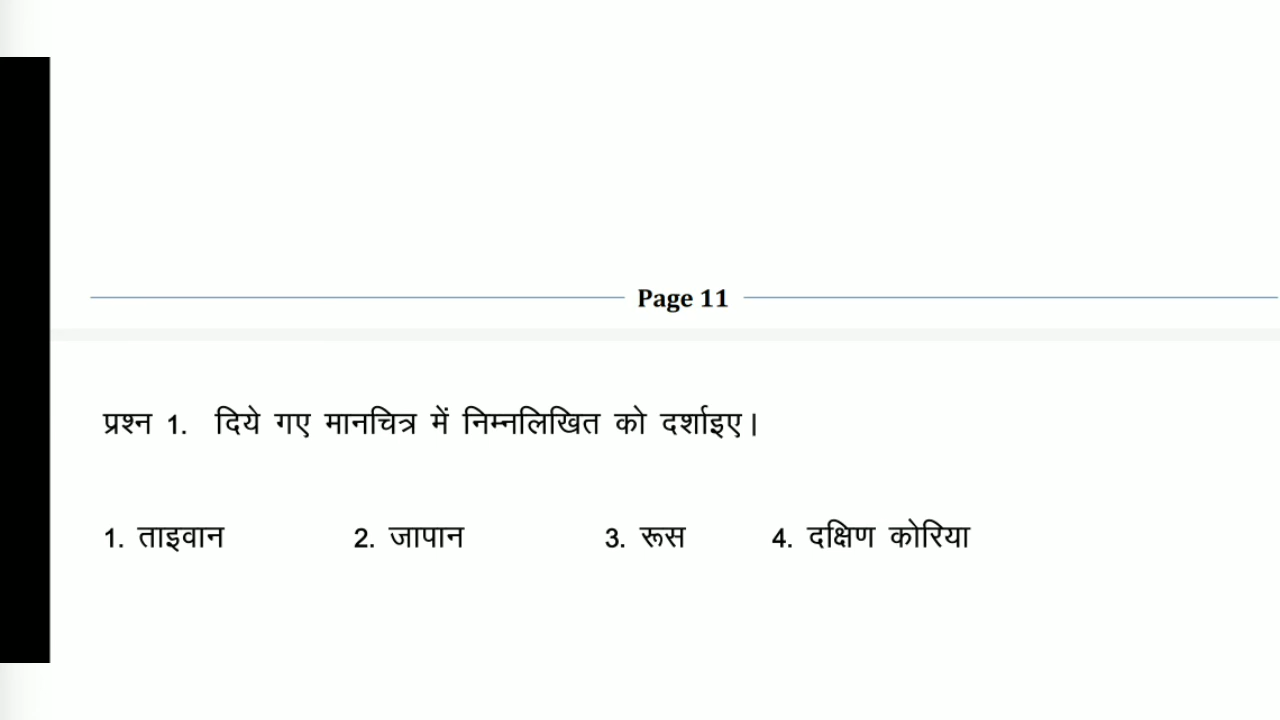 Page 11
प्रश्न 1. दिये गए मानचित्र में निम्नलिखित को दर्शाइए।
1. ताइवान 2. जापान 3. रूस 4. दक्षिण कोरिया